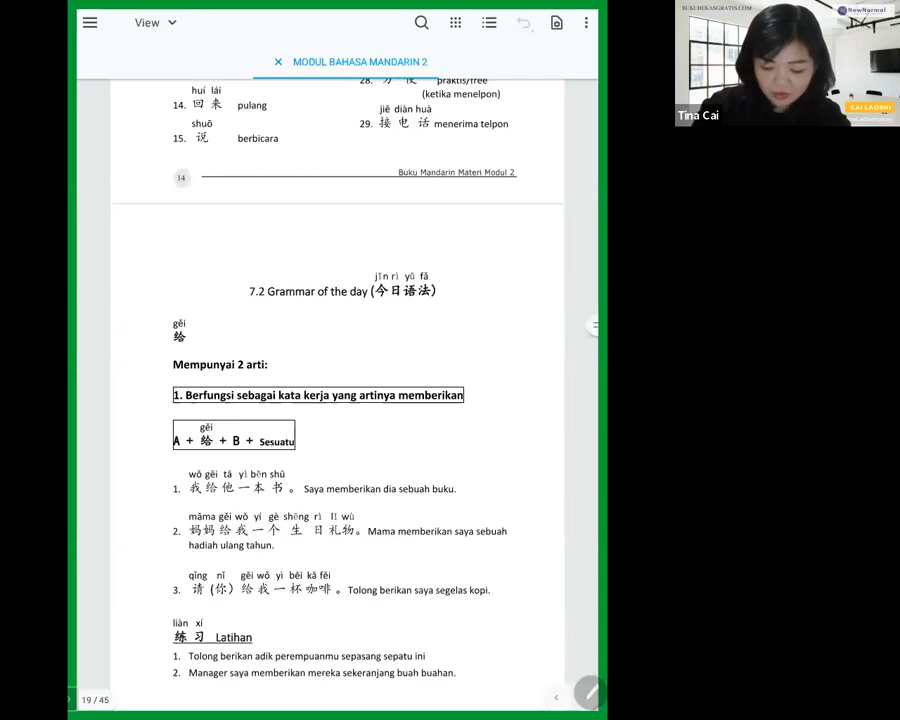 View
MODUL BAHASA MANDARIN 2
huí lái
14. 回 来 pulang
shuō
15. 说 berbicara
28. 方 便 praktis/free
(ketika menelpon)
jiē diàn huà
29. 接 电 话 menerima telpon
14
Buku Mandarin Materi Modul 2
jīn rì yǔ fǎ
7.2 Grammar of the day (今日语法)
gěi
给
Mempunyai 2 arti:
1. Berfungsi sebagai kata kerja yang artinya memberikan
gěi
A + 给 + B + Sesuatu
wǒ gěi tā yì běn shū
1. 我 给 他 一 本 书 。 Saya memberikan dia sebuah buku.
māma gěi wǒ yí gè shēng rì lǐ wù
2. 妈妈 给 我 一 个 生 日 礼物。 Mama memberikan saya sebuah
hadiah ulang tahun.
qǐng nǐ gěi wǒ yì bēi kā fēi
3. 请 (你) 给 我 一 杯 咖啡 。 Tolong berikan saya segelas kopi.
liàn xí
练 习 Latihan
1. Tolong berikan adik perempuanmu sepasang sepatu ini
2. Manager saya memberikan mereka sekeranjang buah buahan.
19 / 45
BUKUBEKASGRATIS.COM
NewNormal
CAI LAOSHI
Tina Cai